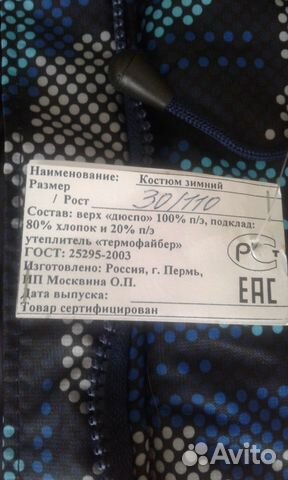 Наименование: Костюм зимний
Размер
/ Рост 30/110
Состав: верх «дюспо» 100% п/э, подклад:
80% хлопок и 20% п/э
утеплитель «термофайбер»
ГОСТ: 25295-2003
Изготовлено: Россия, г. Пермь,
ИП Москвина О.П.
Дата выпуска:
Товар сертифицирован
РСТ
ЕАС
Avito